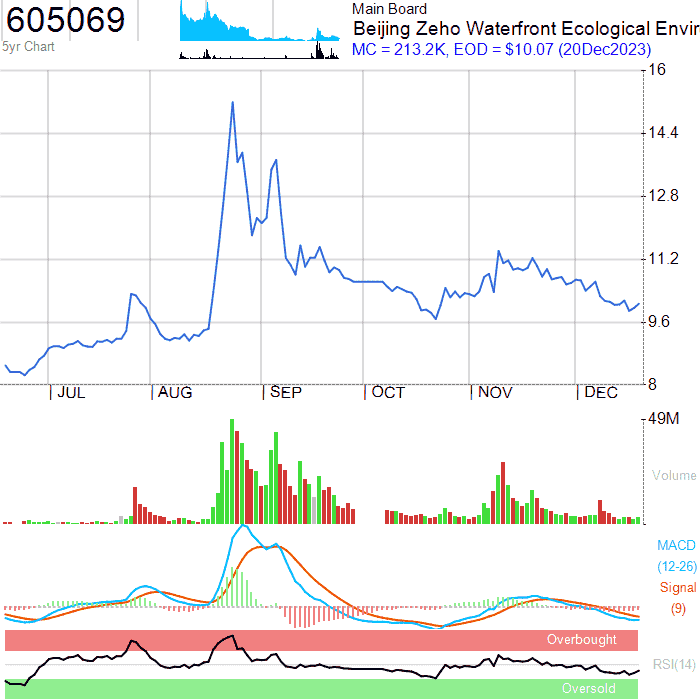 605069
5yr Chart
Main Board
Beijing Zeho Waterfront Ecological Envir
MC = 213.2K, EOD = $10.07 (20Dec2023)
16
14.4
12.8
11.2
9.6
8
JUL AUG SEP OCT NOV DEC
49M
Volume
MACD
(12-26)
Signal
(9)
Overbought
RSI(14)
Oversold